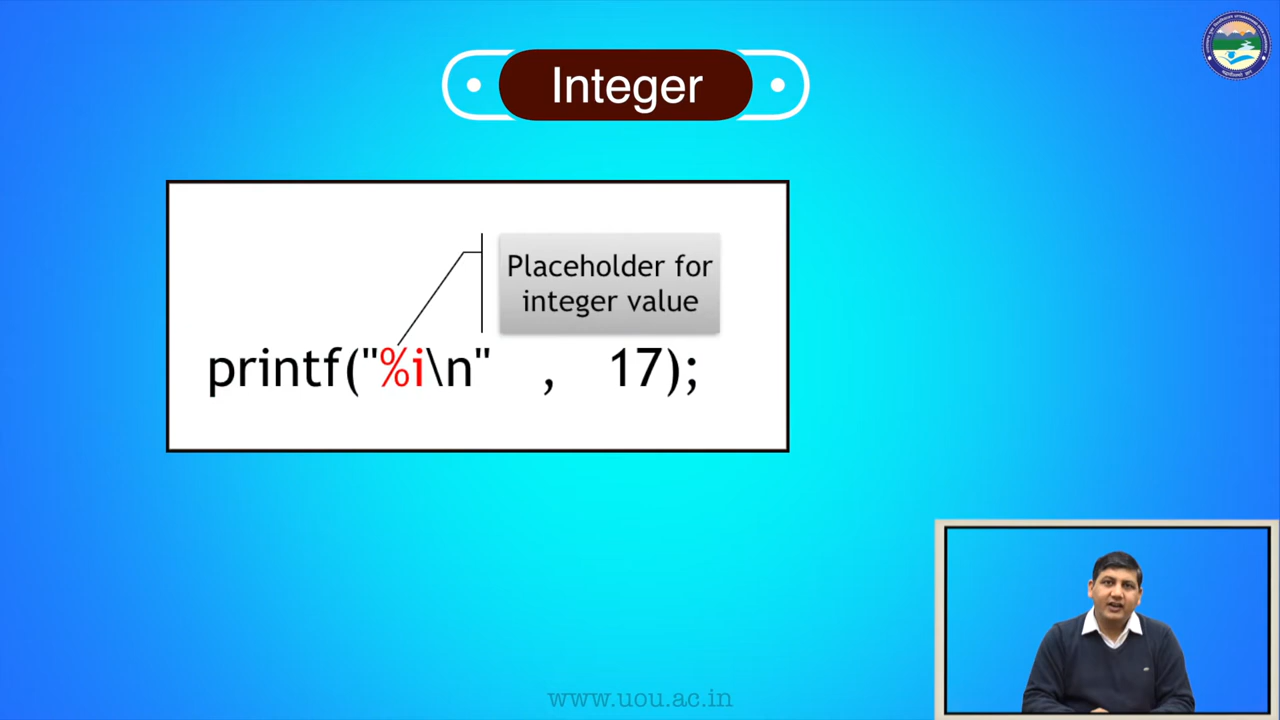 Integer
Placeholder for
integer value
printf("%i\n" , 17);
www.uou.ac.in